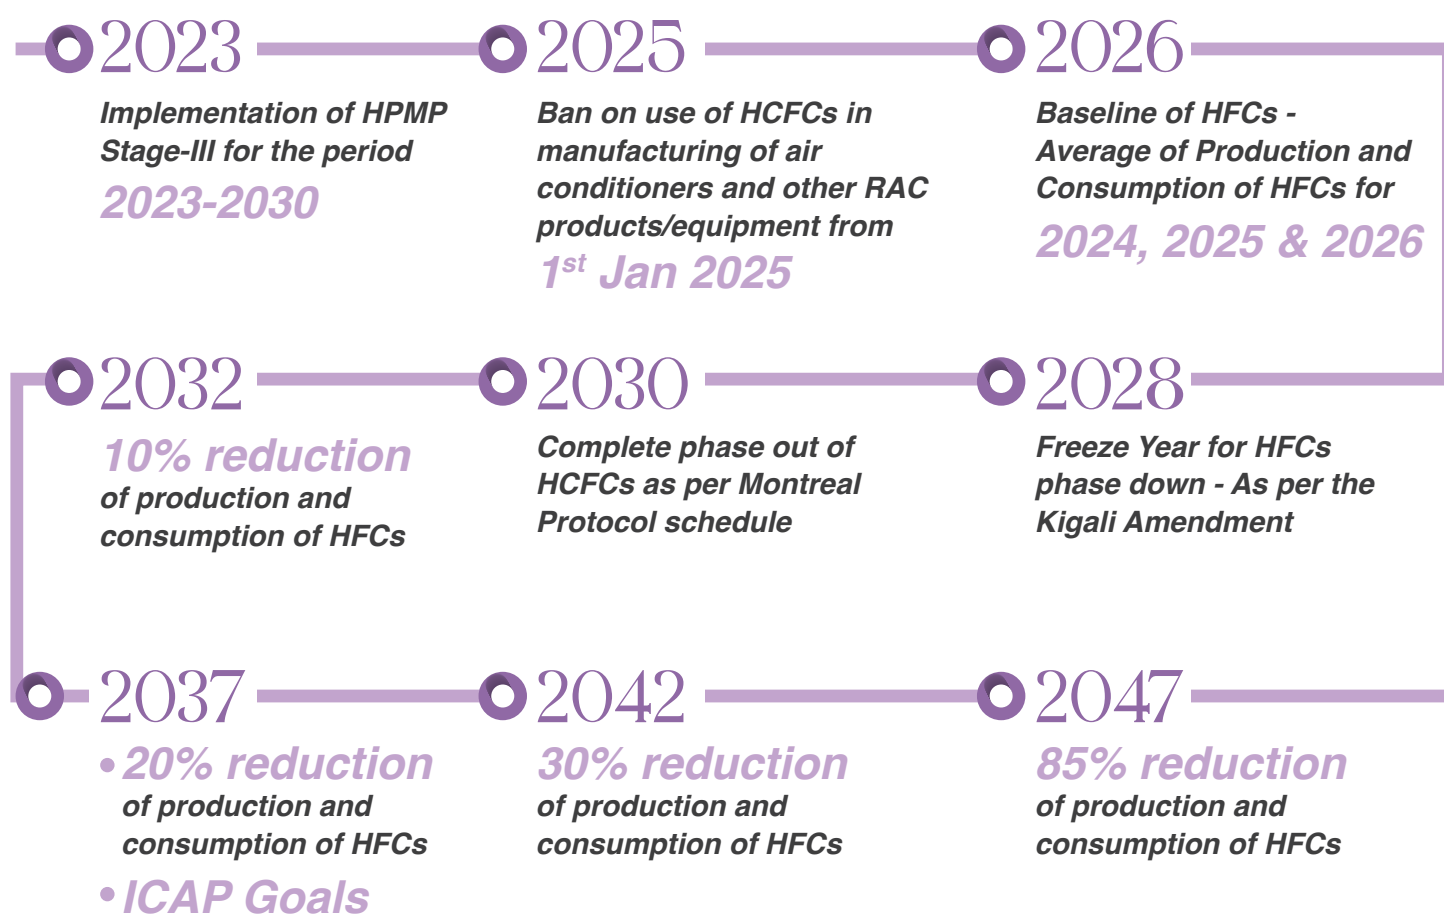 2023
Implementation of HPMP
Stage-III for the period
2023-2030
2025
Ban on use of HCFCs in
manufacturing of air
conditioners and other RAC
products/equipment from
1st Jan 2025
2026
Baseline of HFCs -
Average of Production and
Consumption of HFCs for
2024, 2025 & 2026
2028
Freeze Year for HFCs
phase down - As per the
Kigali Amendment
2030
Complete phase out of
HCFCs as per Montreal
Protocol schedule
2032
10% reduction
of production and
consumption of HFCs
2037
• 20% reduction
of production and
consumption of HFCs
• ICAP Goals
2042
30% reduction
of production and
consumption of HFCs
2047
85% reduction
of production and
consumption of HFCs